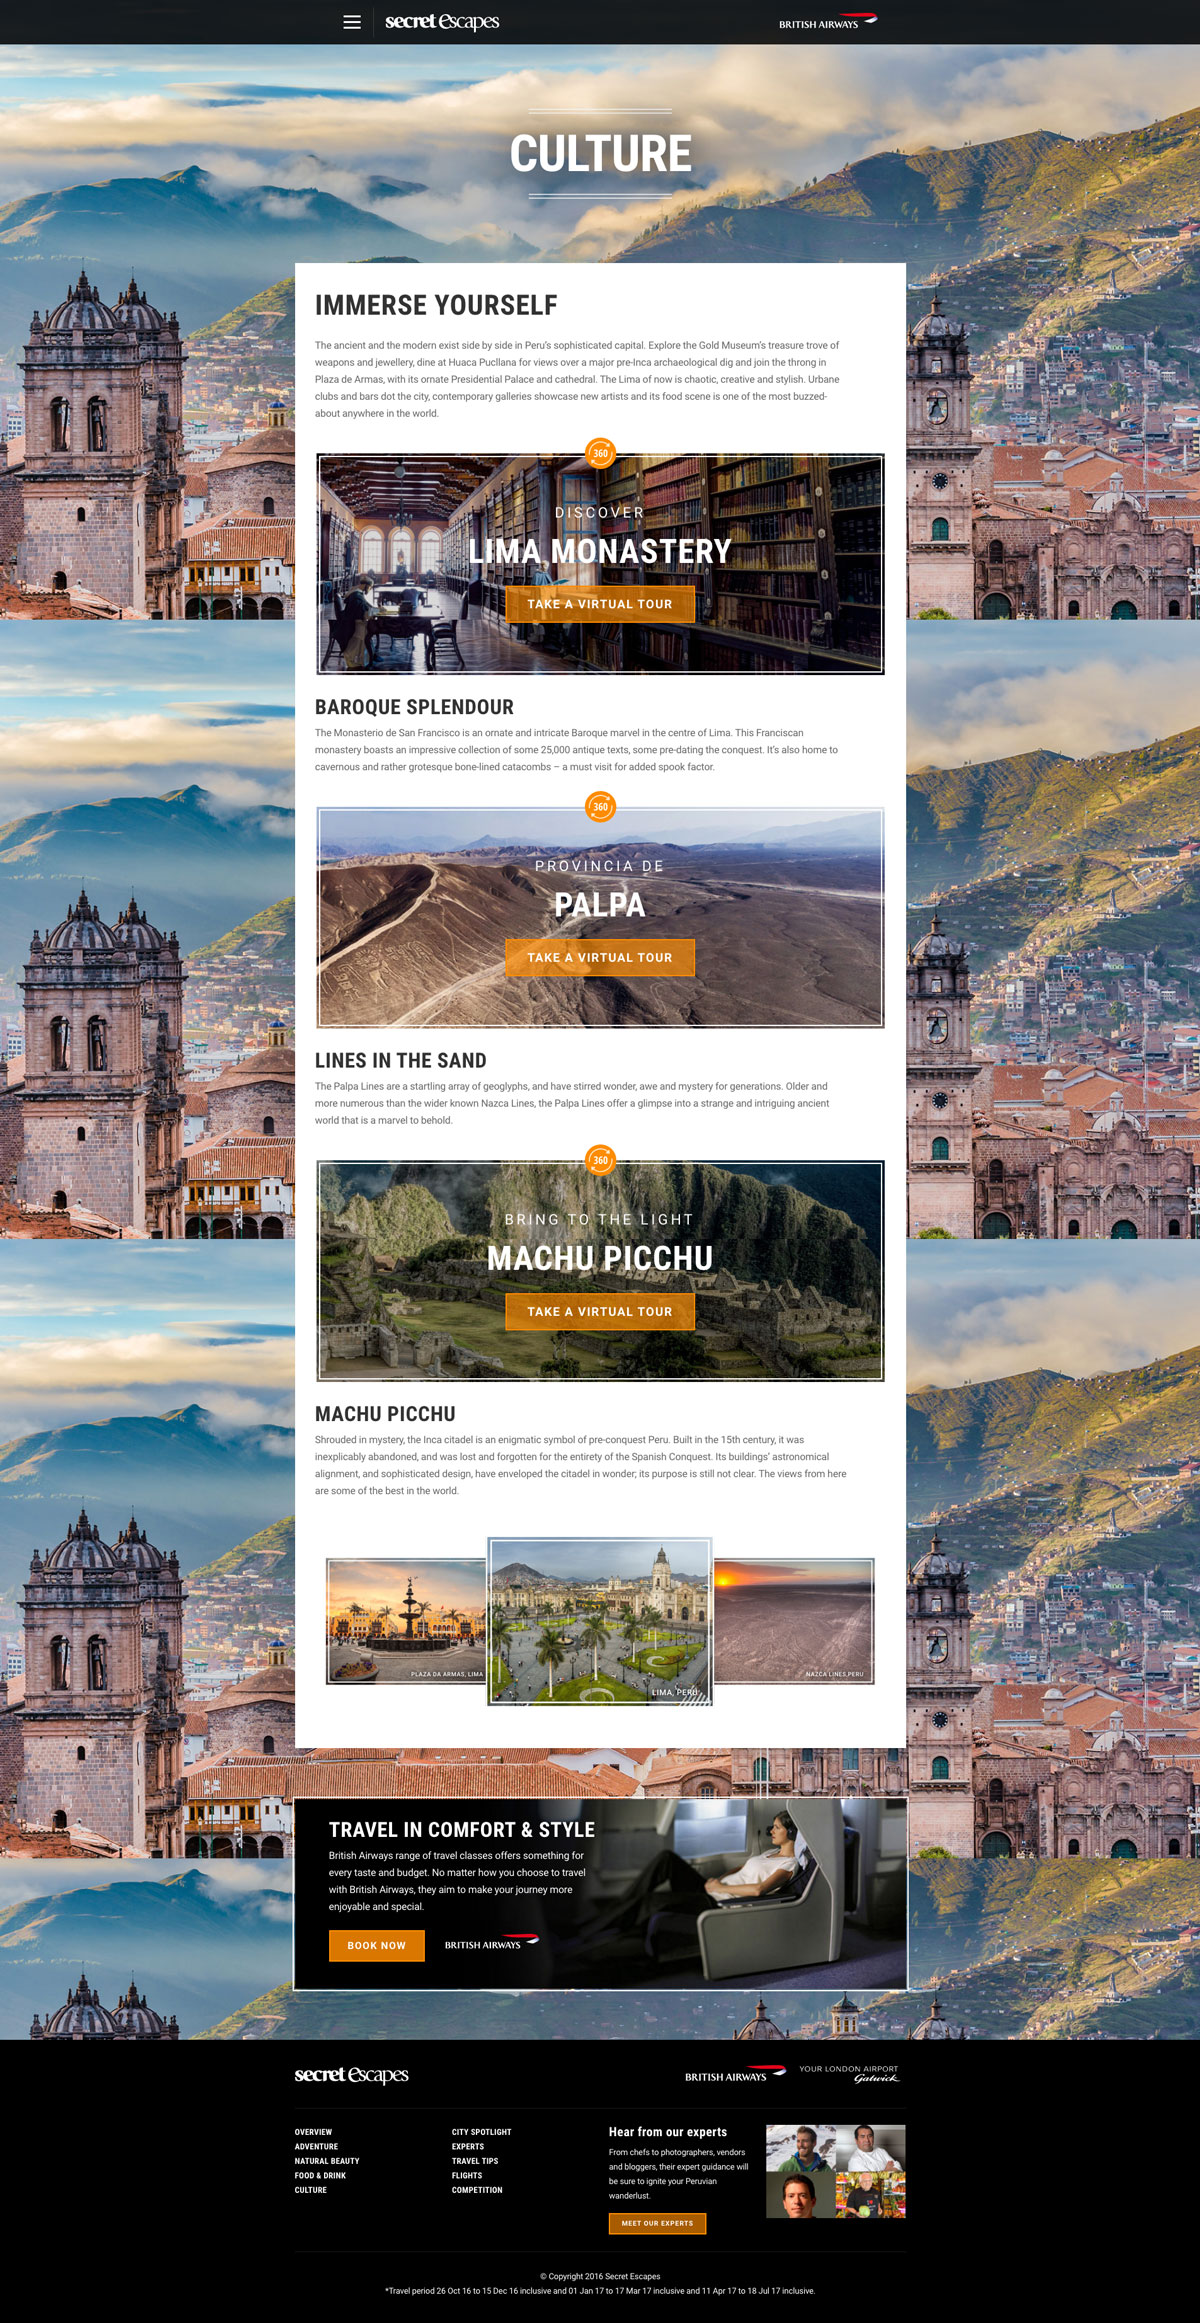 secret Escapes
BRITISH AIRWAYS
CULTURE
IMMERSE YOURSELF
The ancient and the modern exist side by side in Peru's sophisticated capital. Explore the Gold Museum's treasure trove of
weapons and jewellery, dine at Huaca Pucllana for views over a major pre-Inca archaeological dig and join the throng in
Plaza de Armas, with its ornate Presidential Palace and cathedral. The Lima of now is chaotic, creative and stylish. Urbane
clubs and bars dot the city, contemporary galleries showcase new artists and its food scene is one of the most buzzed-
about anywhere in the world.
360
DISCOVER
LIMA MONASTERY
TAKE A VIRTUAL TOUR
BAROQUE SPLENDOUR
The Monasterio de San Francisco is an ornate and intricate Baroque marvel in the centre of Lima. This Franciscan
monastery boasts an impressive collection of some 25,000 antique texts, some pre-dating the conquest. It's also home to
cavernous and rather grotesque bone-lined catacombs – a must visit for added spook factor.
360
PROVINCIA DE
PALPA
TAKE A VIRTUAL TOUR
LINES IN THE SAND
The Palpa Lines are a startling array of geoglyphs, and have stirred wonder, awe and mystery for generations. Older and
more numerous than the wider known Nazca Lines, the Palpa Lines offer a glimpse into a strange and intriguing ancient
world that is a marvel to behold.
360
BRING TO THE LIGHT
MACHU PICCHU
TAKE A VIRTUAL TOUR
MACHU PICCHU
Shrouded in mystery, the Inca citadel is an enigmatic symbol of pre-conquest Peru. Built in the 15th century, it was
inexplicably abandoned, and was lost and forgotten for the entirety of the Spanish Conquest. Its buildings' astronomical
alignment, and sophisticated design, have enveloped the citadel in wonder; its purpose is still not clear. The views from here
are some of the best in the world.
PLAZA DA ARMAS, LIMA
LIMA, PERU
NAZCA LINES,PERU
TRAVEL IN COMFORT & STYLE
British Airways range of travel classes offers something for
every taste and budget. No matter how you choose to travel
with British Airways, they aim to make your journey more
enjoyable and special.
BOOK NOW
BRITISH AIRWAYS
secret Escapes
BRITISH AIRWAYS
YOUR LONDON AIRPORT
Gatwick
OVERVIEW
ADVENTURE
NATURAL BEAUTY
FOOD & DRINK
CULTURE
CITY SPOTLIGHT
EXPERTS
TRAVEL TIPS
FLIGHTS
COMPETITION
Hear from our experts
From chefs to photographers, vendors
and bloggers, their expert guidance will
be sure to ignite your Peruvian
wanderlust.
MEET OUR EXPERTS
© Copyright 2016 Secret Escapes
*Travel period 26 Oct 16 to 15 Dec 16 inclusive and 01 Jan 17 to 17 Mar 17 inclusive and 11 Apr 17 to 18 Jul 17 inclusive.